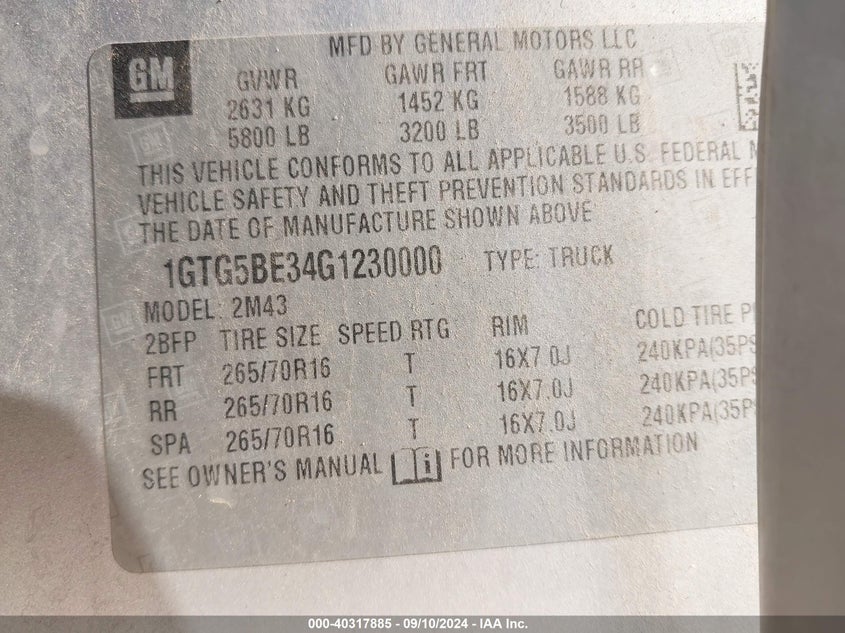 MFD BY GENERAL MOTORS LLC
GM
GVWR GAWR FRT GAWR RR
2631 KG 1452 KG 1588 KG
5800 LB 3200 LB 3500 LB
THIS VEHICLE CONFORMS TO ALL APPLICABLE U.S. FEDERAL
VEHICLE SAFETY AND THEFT PREVENTION STANDARDS IN EFF
THE DATE OF MANUFACTURE SHOWN ABOVE
1GTG5BE34G1230000 TYPE: TRUCK
MODEL: 2M43
2BFP TIRE SIZE SPEED RTG RIM COLD TIRE P
FRT 265/70R16 T 16X7.0J 240KPA(35PS
RR 265/70R16 T 16X7.0J 240KPA(35PS
SPA 265/70R16 T 16X7.0J 240KPA(35PS
SEE OWNER'S MANUAL FOR MORE INFORMATION
000-40317885 - 09/10/2024 - IAA Inc.